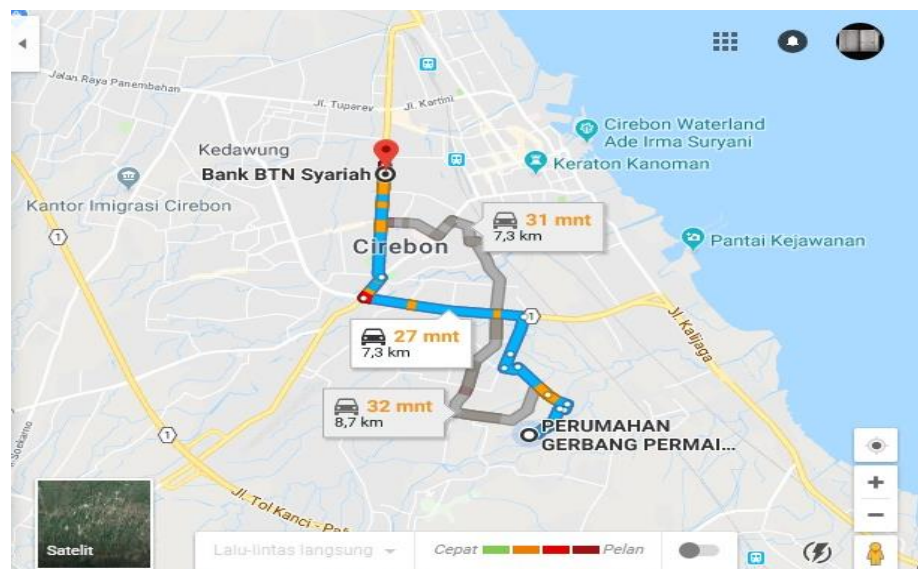 Jalan Raya Panembahan
Jl. Tuparev
Jl. Kartini
Cirebon Waterland
Ade Irma Suryani
Kedawung
Keraton Kanoman
Bank BTN Syariah
Kantor Imigrasi Cirebon
31 mnt
7,3 km
1
Cirebon
Pantai Kejawanan
1
27 mnt
7,3 km
Jl. Kalijaga
32 mnt
8,7 km
PERUMAHAN
GERBANG PERMAI...
1
Jl. Tol Kanci - Pal
Satelit
Lalu-lintas langsung
Cepat
Pelan